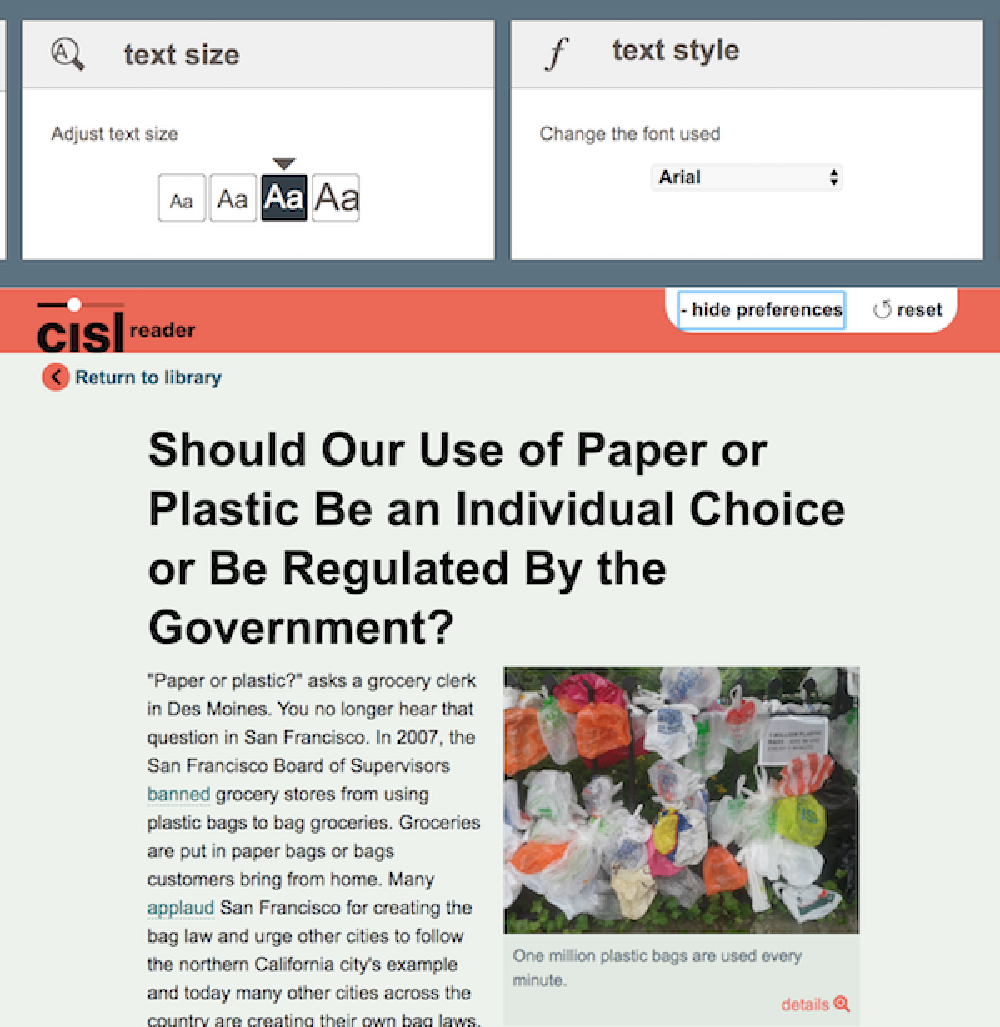 text size
text style
Adjust text size
Change the font used
Aa Aa Aa Aa
Arial
cısl reader
- hide preferences
reset
Return to library
Should Our Use of Paper or
Plastic Be an Individual Choice
or Be Regulated By the
Government?
"Paper or plastic?" asks a grocery clerk
in Des Moines. You no longer hear that
question in San Francisco. In 2007, the
San Francisco Board of Supervisors
banned grocery stores from using
plastic bags to bag groceries. Groceries
are put in paper bags or bags
customers bring from home. Many
applaud San Francisco for creating the
bag law and urge other cities to follow
the northern California city's example
and today many other cities across the
country are creating their own bag laws.
One million plastic bags are used every
minute.
details